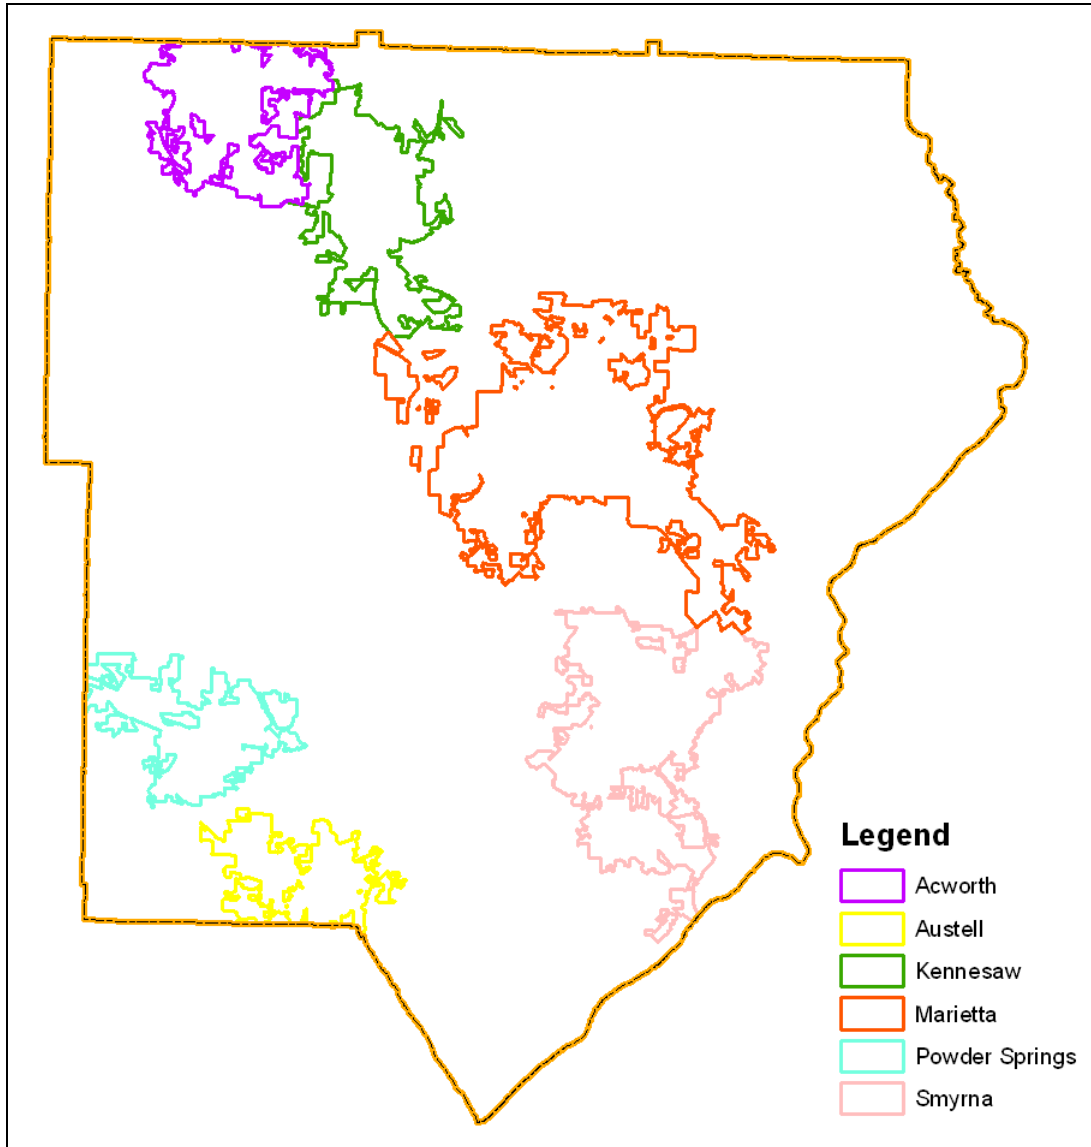 Legend
Acworth
Austell
Kennesaw
Marietta
Powder Springs
Smyrna